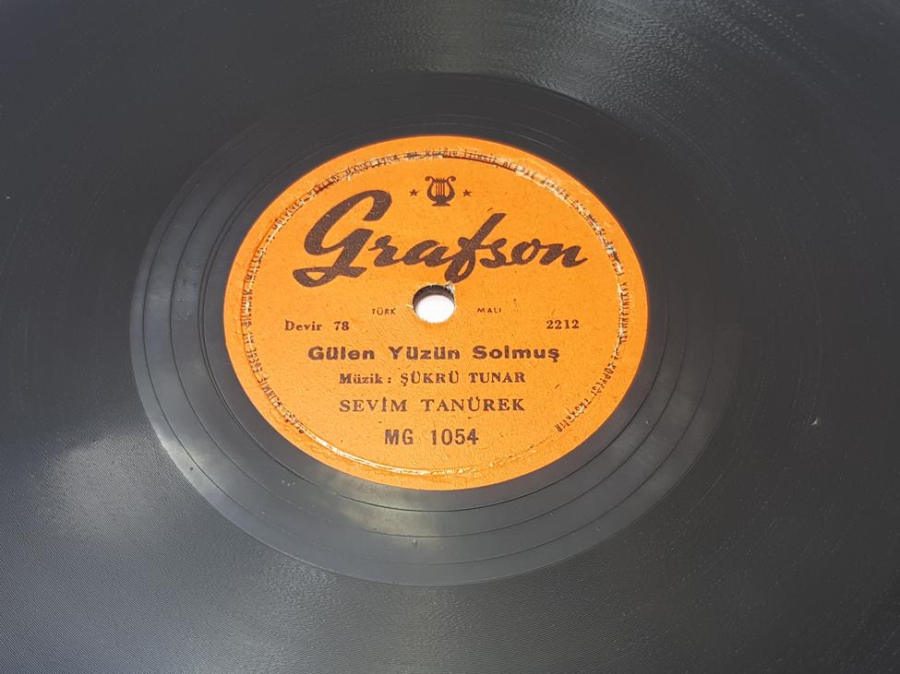 Grafson
TÜRK MALI
Devir 78 2212
Gülen Yüzün Solmuş
Müzik: ŞÜKRÜ TUNAR
SEVİM TANÜREK
MG 1054